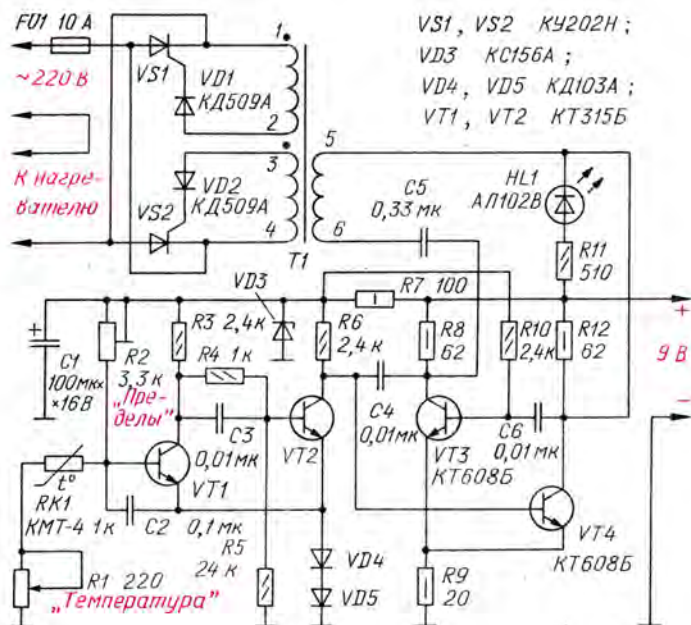 FU1 10 А
~220 В
К нагре-
вателю
VS1
VD1
КД509А
VD2
КД509А
VS2
1
2
3
4
5
6
T1
VS1, VS2 КУ202Н;
VD3 КС156А;
VD4, VD5 КД103А;
VT1, VT2 КТ315Б
C5
0,33 мк
HL1
АЛ102В
R11
510
VD3
R7 100
+
C1
100мк×
×16В
R2
3,3 к
„Пре-
делы"
R3 2,4к
R4 1к
R6
2,4 к
R8
62
R10
2,4к
R12
62
+
9 В
−
C3
0,01мк
VT2
C4
0,01мк
VT3
КТ608Б
C6
0,01мк
RK1
t°
КМТ-4 1к
VT1
C2
0,1 мк
R5
24 к
VT4
КТ608Б
R1 220
„Температура"
VD4
VD5
R9
20